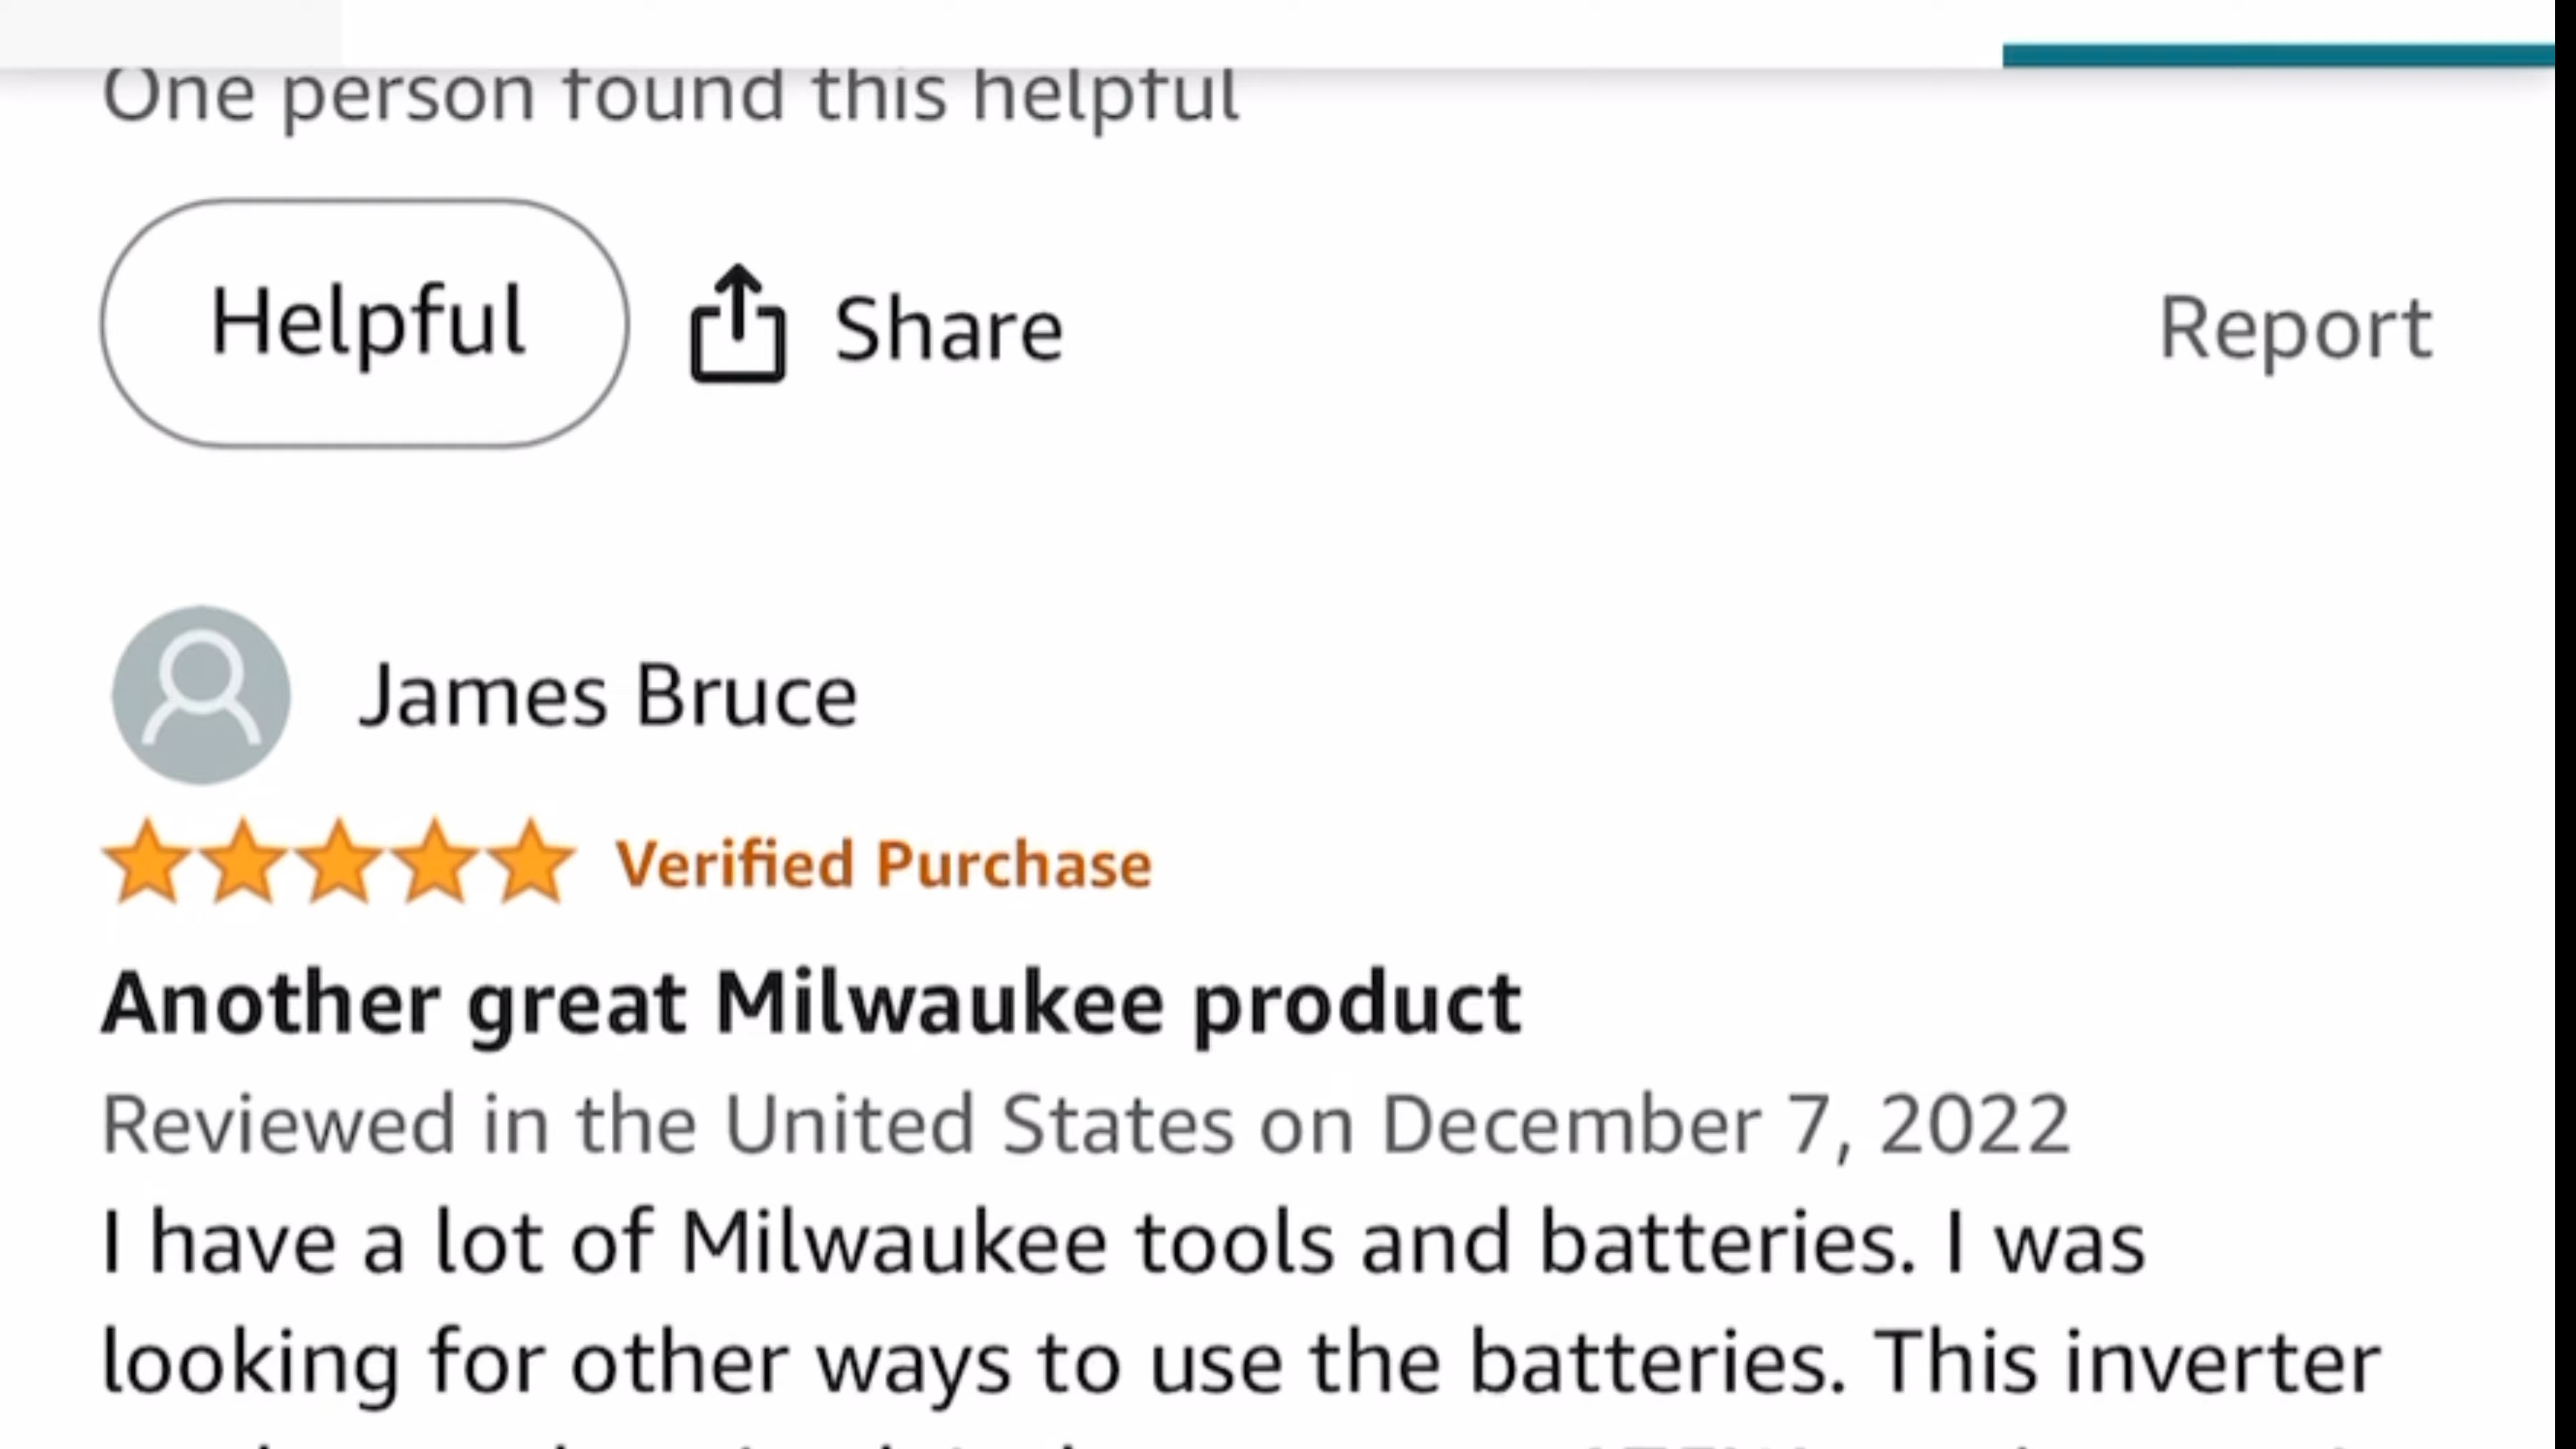 One person found this helpful
Helpful
Share
Report
James Bruce
Verified Purchase
Another great Milwaukee product
Reviewed in the United States on December 7, 2022
I have a lot of Milwaukee tools and batteries. I was
looking for other ways to use the batteries. This inverter